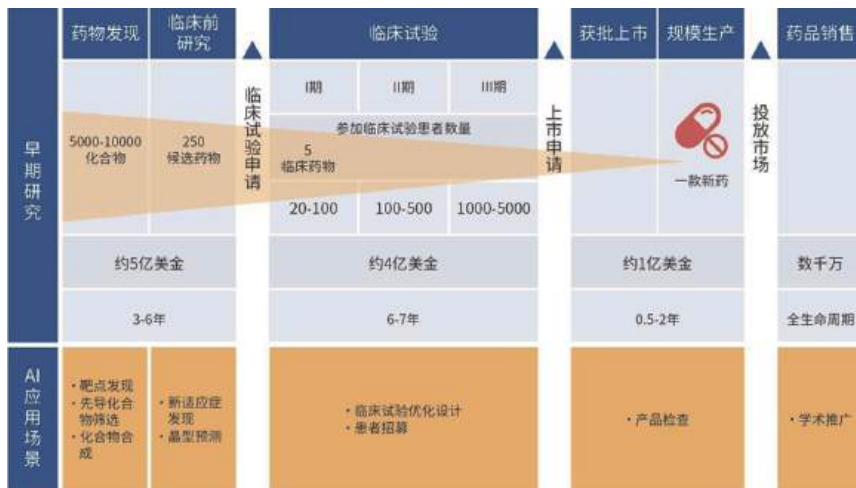 药物发现
临床前
研究
临床试验
获批上市
规模生产
药品销售
早期研究
5000-10000
化合物
250
候选药物
临床试验申请
I期
II期
III期
参加临床试验患者数量
5
临床药物
20-100
100-500
1000-5000
上市申请
一款新药
投放市场
约5亿美金
约4亿美金
约1亿美金
数千万
3-6年
6-7年
0.5-2年
全生命周期
AI应用场景
·靶点发现
·先导化合
物筛选
·化合物合
成
·新适应症
发现
·晶型预测
·临床试验优化设计
·患者招募
·产品检查
·学术推广